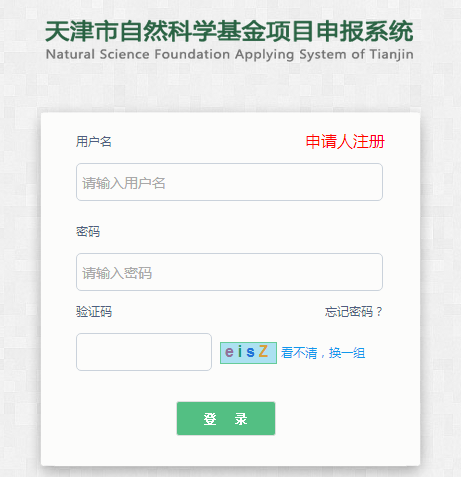 天津市自然科学基金项目申报系统
Natural Science Foundation Applying System of Tianjin
用户名 申请人注册
请输入用户名
密码
请输入密码
验证码 忘记密码？
eisZ 看不清，换一组
登 录